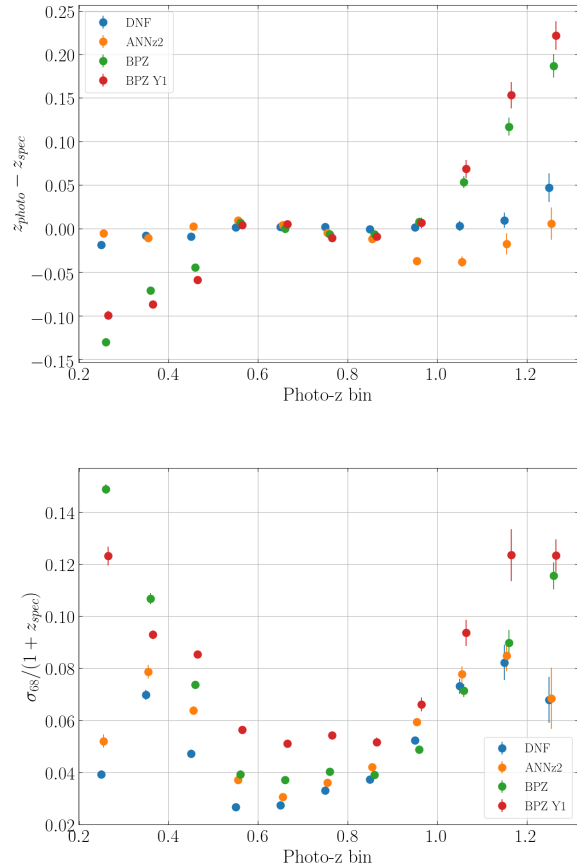 0.25
0.20
0.15
0.10
0.05
0.00
−0.05
−0.10
−0.15
z_photo − z_spec
DNF
ANNz2
BPZ
BPZ Y1
0.2 0.4 0.6 0.8 1.0 1.2
Photo-z bin
0.14
0.12
0.10
0.08
0.06
0.04
0.02
σ_68/(1 + z_spec)
DNF
ANNz2
BPZ
BPZ Y1
0.2 0.4 0.6 0.8 1.0 1.2
Photo-z bin